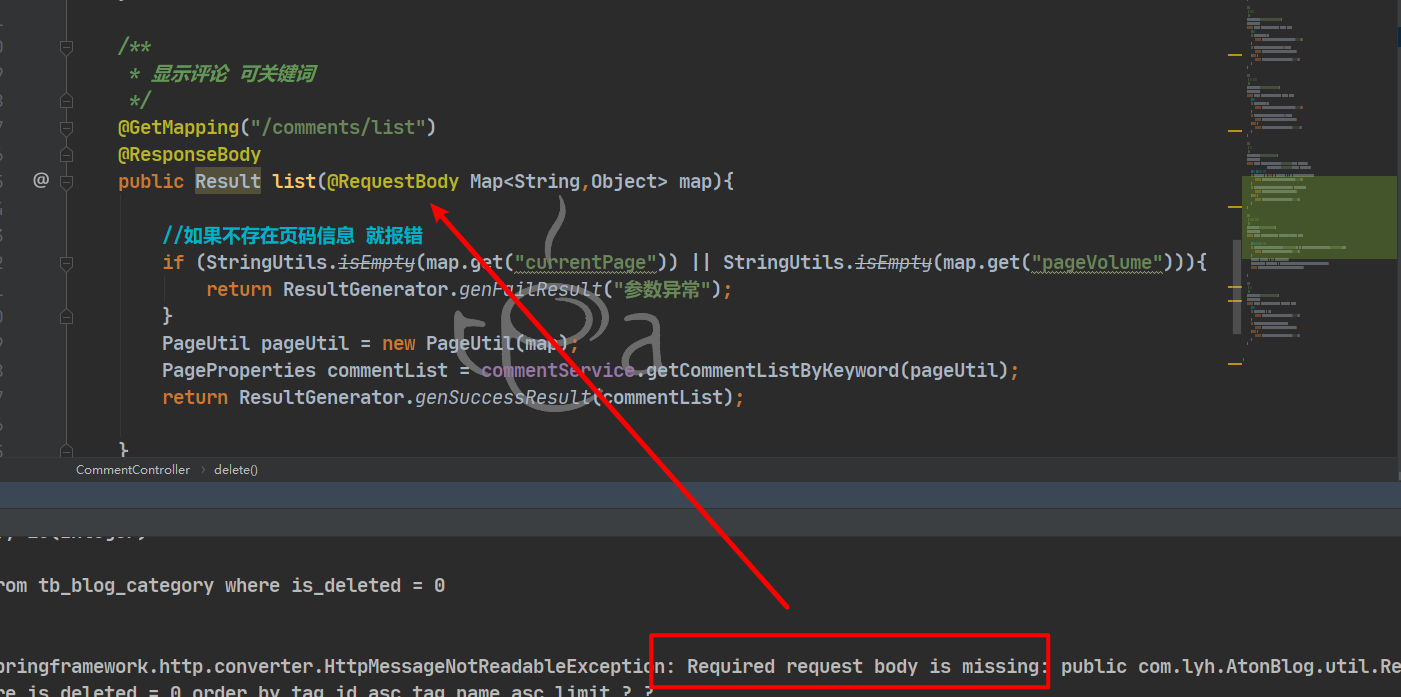 /**
* 显示评论 可关键词
*/
@GetMapping("/comments/list")
@ResponseBody
@
public Result list(@RequestBody Map<String,Object> map){
//如果不存在页码信息 就报错
if (StringUtils.isEmpty(map.get("currentPage")) || StringUtils.isEmpty(map.get("pageVolume"))){
return ResultGenerator.genFailResult("参数异常");
}
PageUtil pageUtil = new PageUtil(map);
PageProperties commentList = commentService.getCommentListByKeyword(pageUtil);
return ResultGenerator.genSuccessResult(commentList);
}
CommentController › delete()
rom tb_blog_category where is_deleted = 0
pringframework.http.converter.HttpMessageNotReadableException: Required request body is missing: public com.lyh.AtonBlog.util.Re
re is_deleted = 0 order by tag_id asc,tag_name asc limit ?,?